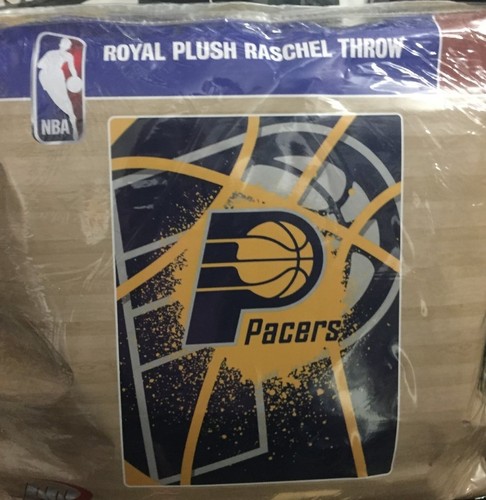 ROYAL PLUSH RASCHEL THROW
NBA
P
Pacers